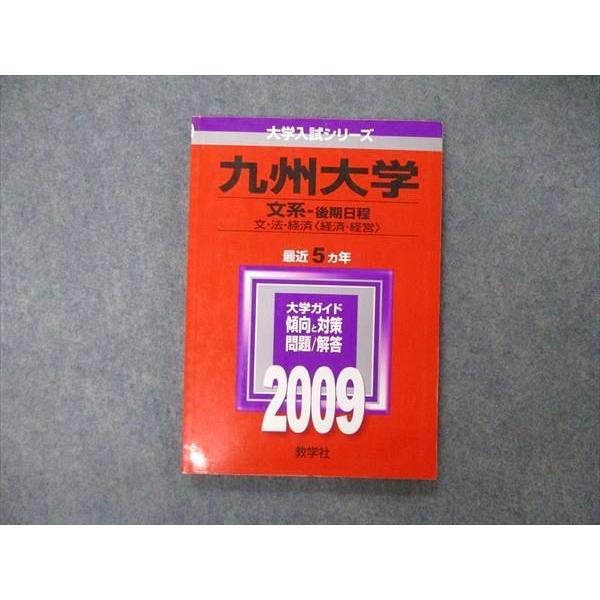 大学入試シリーズ
九州大学
文系-後期日程
文・法・経済〈経済・経営〉
最近5ヵ年
大学ガイド
傾向と対策
問題/解答
2009
教学社